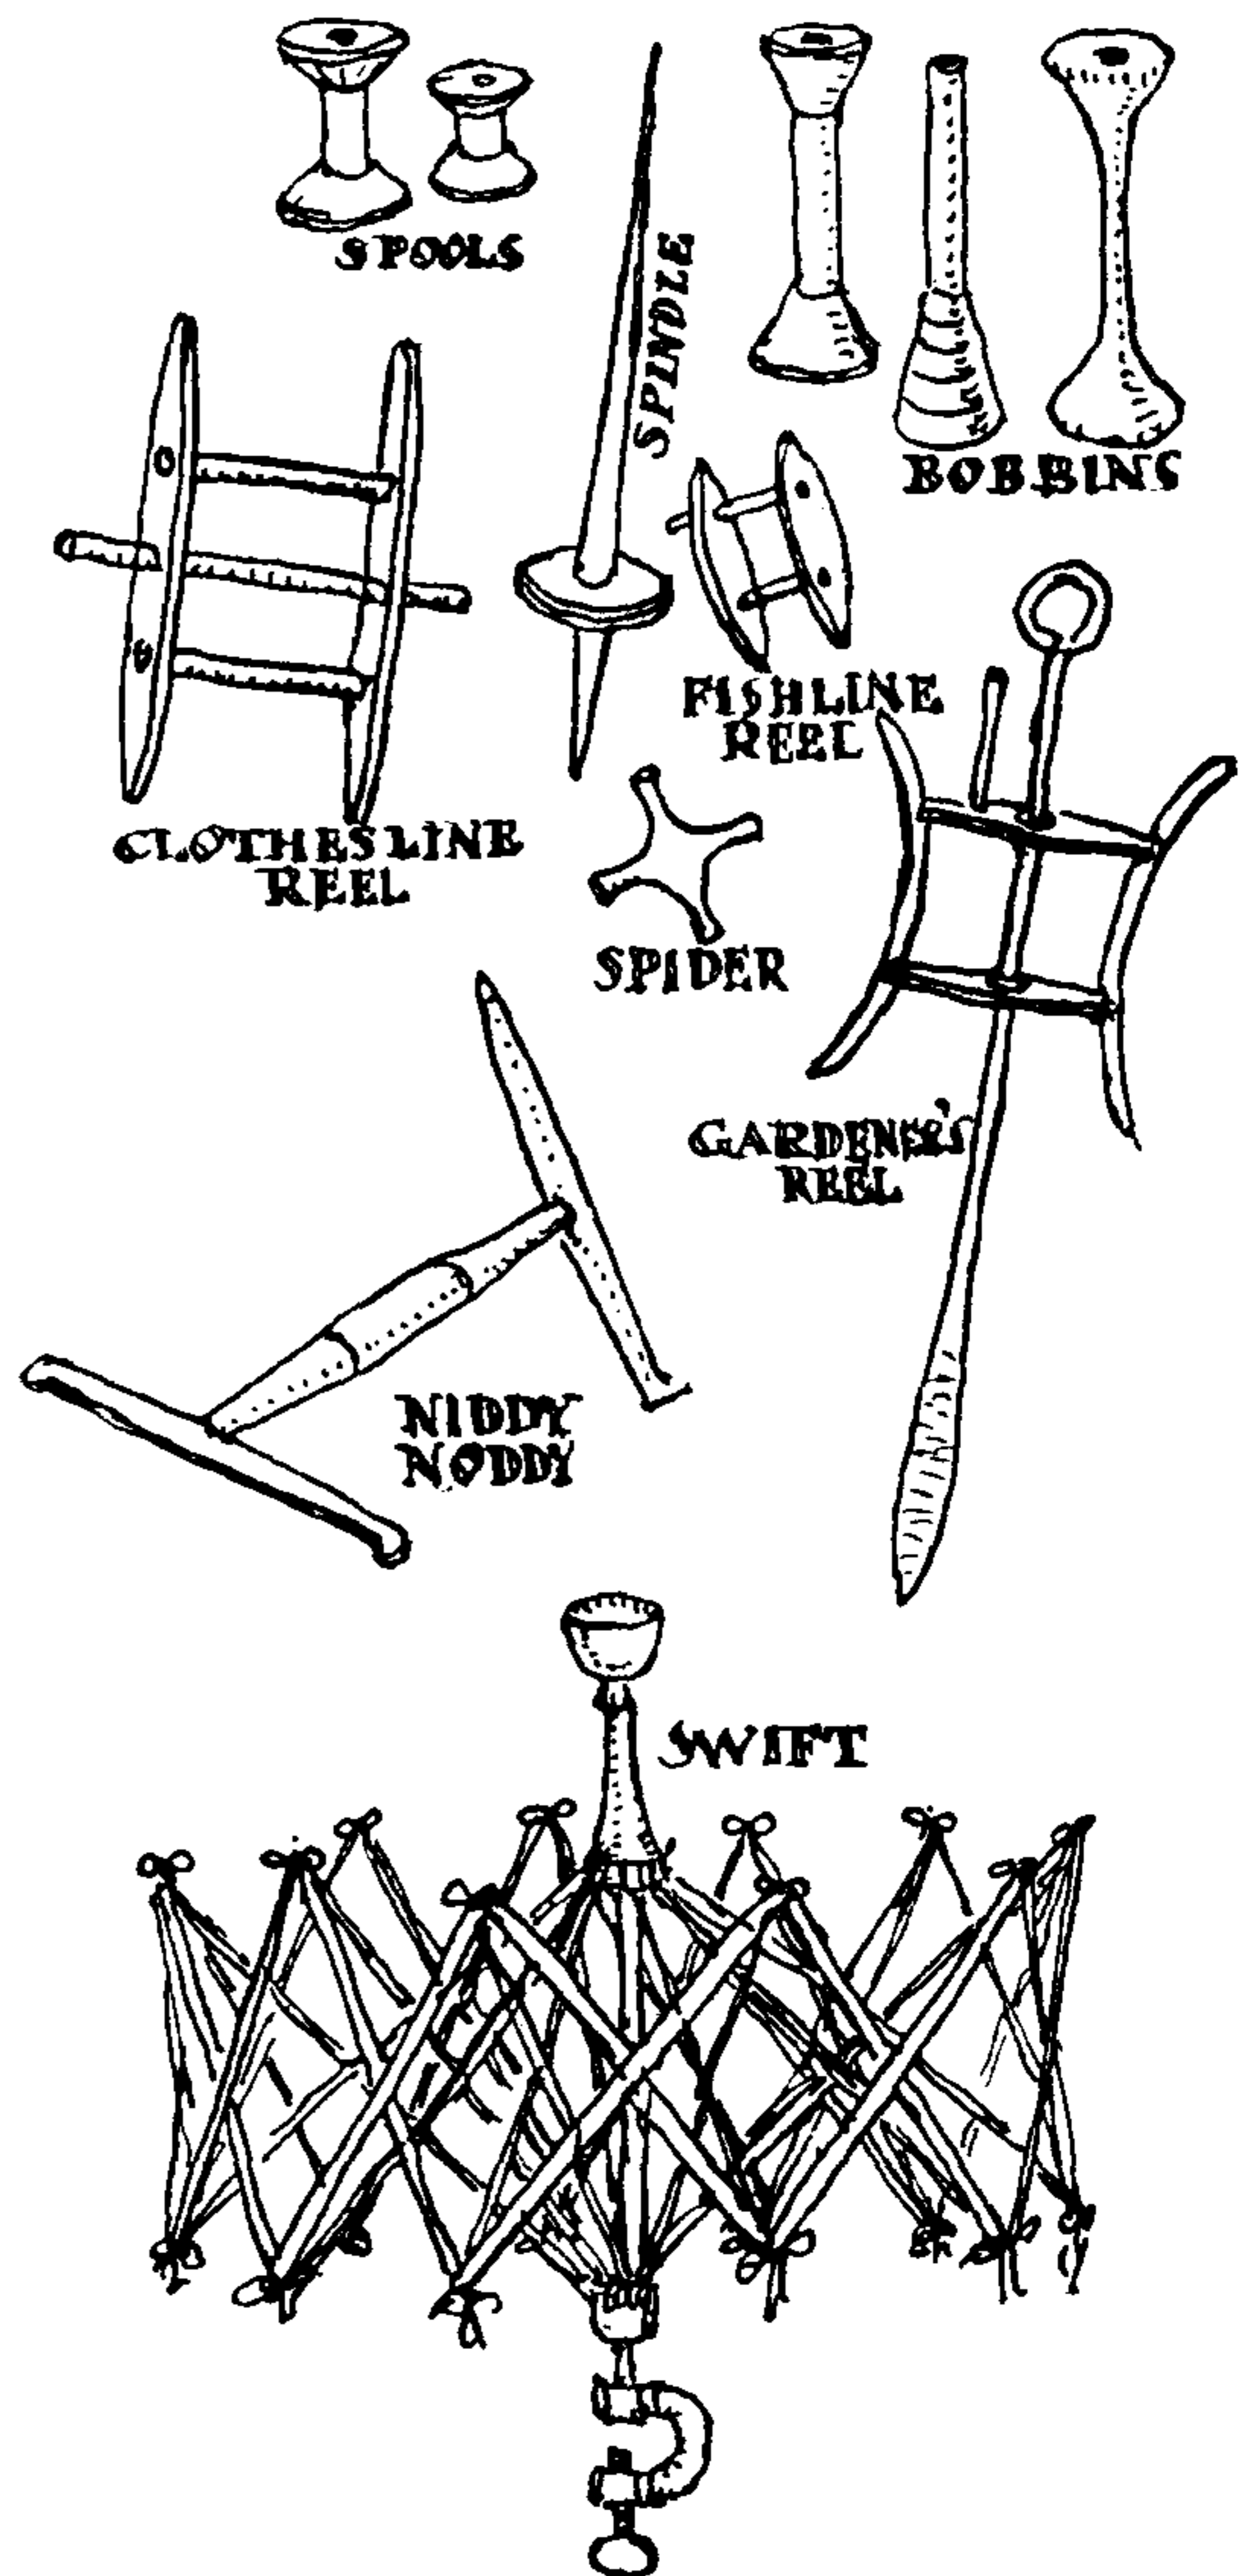 SPOOLS
SPINDLE
BOBBINS
FISHLINE
REEL
CLOTHESLINE
REEL
SPIDER
GARDENER'S
REEL
NIDDY
NODDY
SWIFT